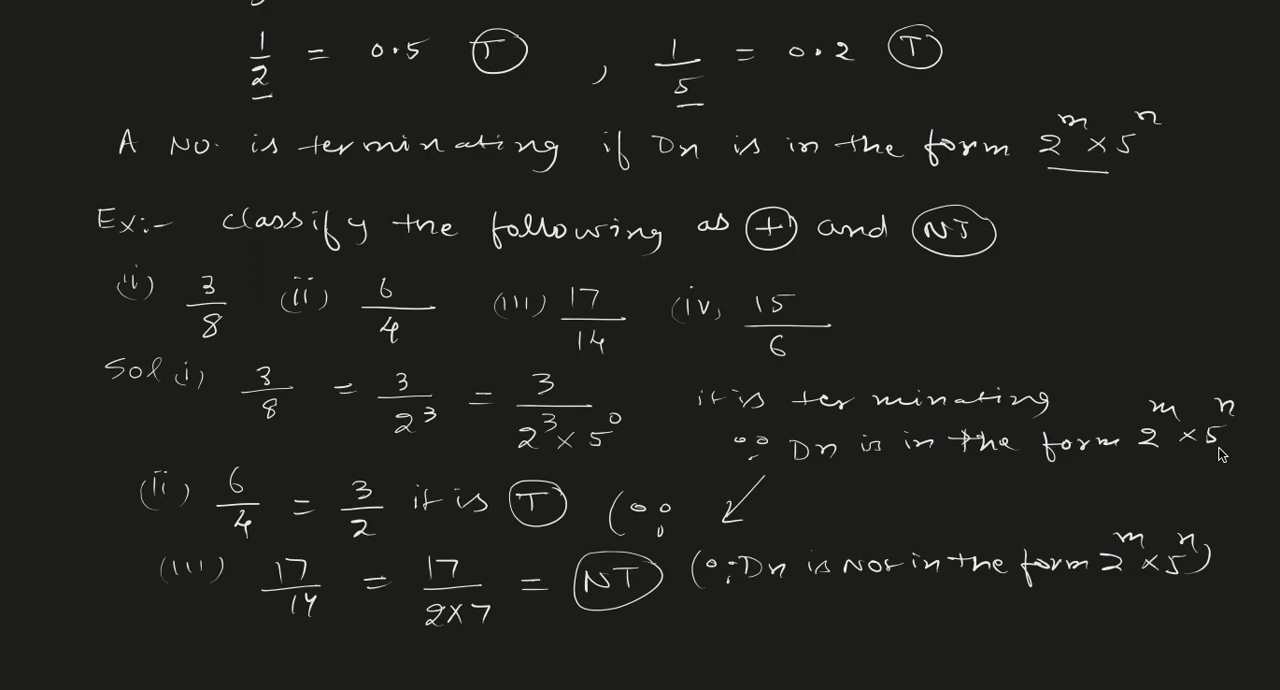 1/2 = 0.5 (T) , 1/5 = 0.2 (T)
A No. is terminating if Dn is in the form 2^m × 5^n
Ex:- classify the following as (T) and (NT)
(i) 3/8 (ii) 6/4 (iii) 17/14 (iv) 15/6
Sol i) 3/8 = 3/2^3 = 3/(2^3 × 5^0) it is terminating
∵ Dn is in the form 2^m × 5^n
(ii) 6/4 = 3/2 it is (T) (∵
(iii) 17/14 = 17/(2×7) = (NT) (∵ Dn is Not in the form 2^m × 5^n)